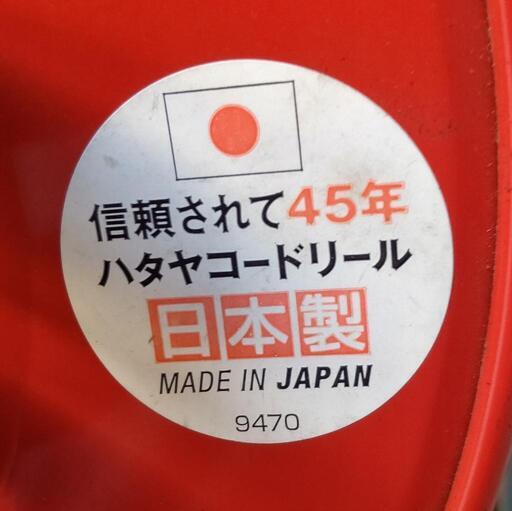 信頼されて45年
ハタヤコードリール
日本製
MADE IN JAPAN
9470